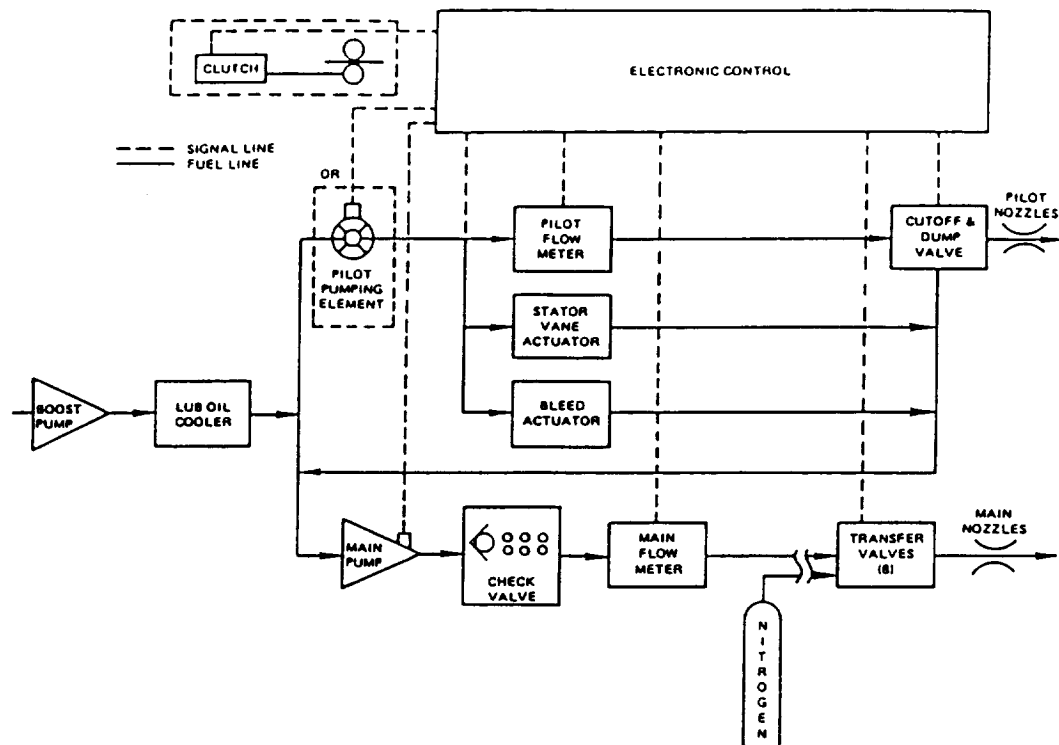 CLUTCH
ELECTRONIC CONTROL
SIGNAL LINE
FUEL LINE
OR
PILOT
PUMPING
ELEMENT
PILOT
FLOW
METER
CUTOFF &
DUMP
VALVE
PILOT
NOZZLES
STATOR
VANE
ACTUATOR
BLEED
ACTUATOR
BOOST
PUMP
LUB OIL
COOLER
MAIN
PUMP
CHECK
VALVE
MAIN
FLOW
METER
TRANSFER
VALVES
(6)
MAIN
NOZZLES
NITROGEN